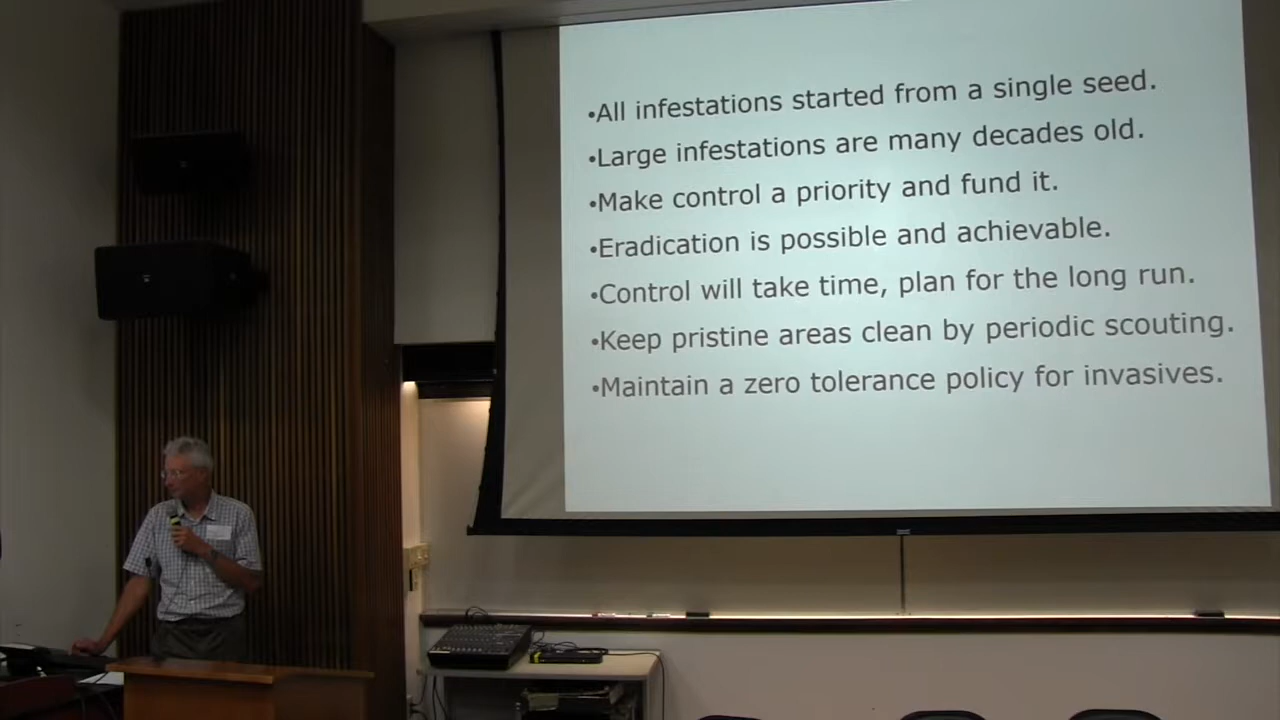 •All infestations started from a single seed.
•Large infestations are many decades old.
•Make control a priority and fund it.
•Eradication is possible and achievable.
•Control will take time, plan for the long run.
•Keep pristine areas clean by periodic scouting.
•Maintain a zero tolerance policy for invasives.